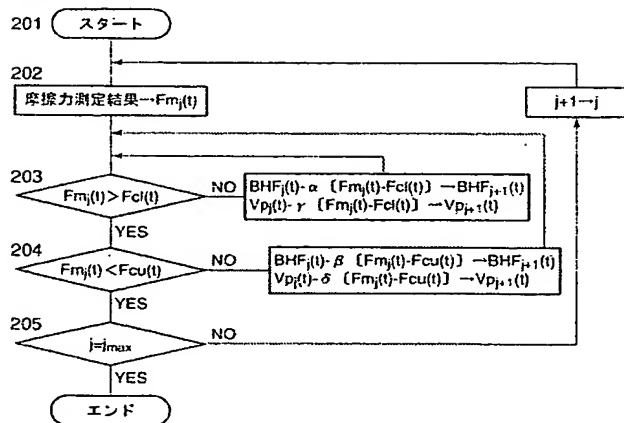 201 スタート
202
摩擦力測定結果→Fmj(t)
j+1→j
203
Fmj(t)>Fcl(t)
NO
BHFj(t)-α〔Fmj(t)-Fcl(t)〕→BHFj+1(t)
Vpj(t)-γ〔Fmj(t)-Fcl(t)〕→Vpj+1(t)
YES
204
Fmj(t)<Fcu(t)
NO
BHFj(t)-β〔Fmj(t)-Fcu(t)〕→BHFj+1(t)
Vpj(t)-δ〔Fmj(t)-Fcu(t)〕→Vpj+1(t)
YES
205
j=jmax
NO
YES
エンド